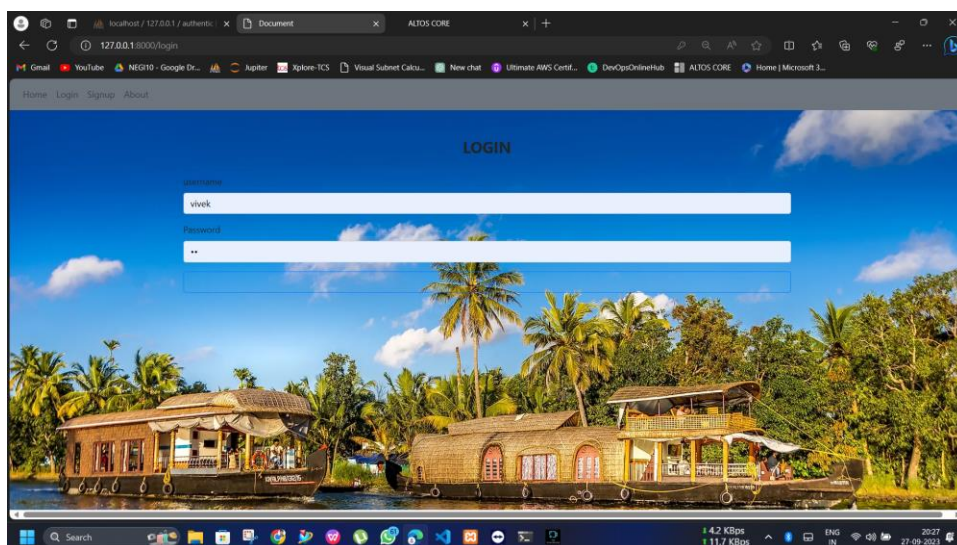 localhost / 127.0.0.1 / authentic
Document
ALTOS CORE
127.0.0.1:8000/login
Gmail
YouTube
NEGI10 - Google Dr...
Jupiter
Xplore-TCS
Visual Subnet Calcu...
New chat
Ultimate AWS Certif...
DevOpsOnlineHub
ALTOS CORE
Home | Microsoft 3...
Home Login Signup About
LOGIN
username
vivek
Password
Search
4.2 KBps
11.7 KBps
ENG
IN
20:27
27-09-2023